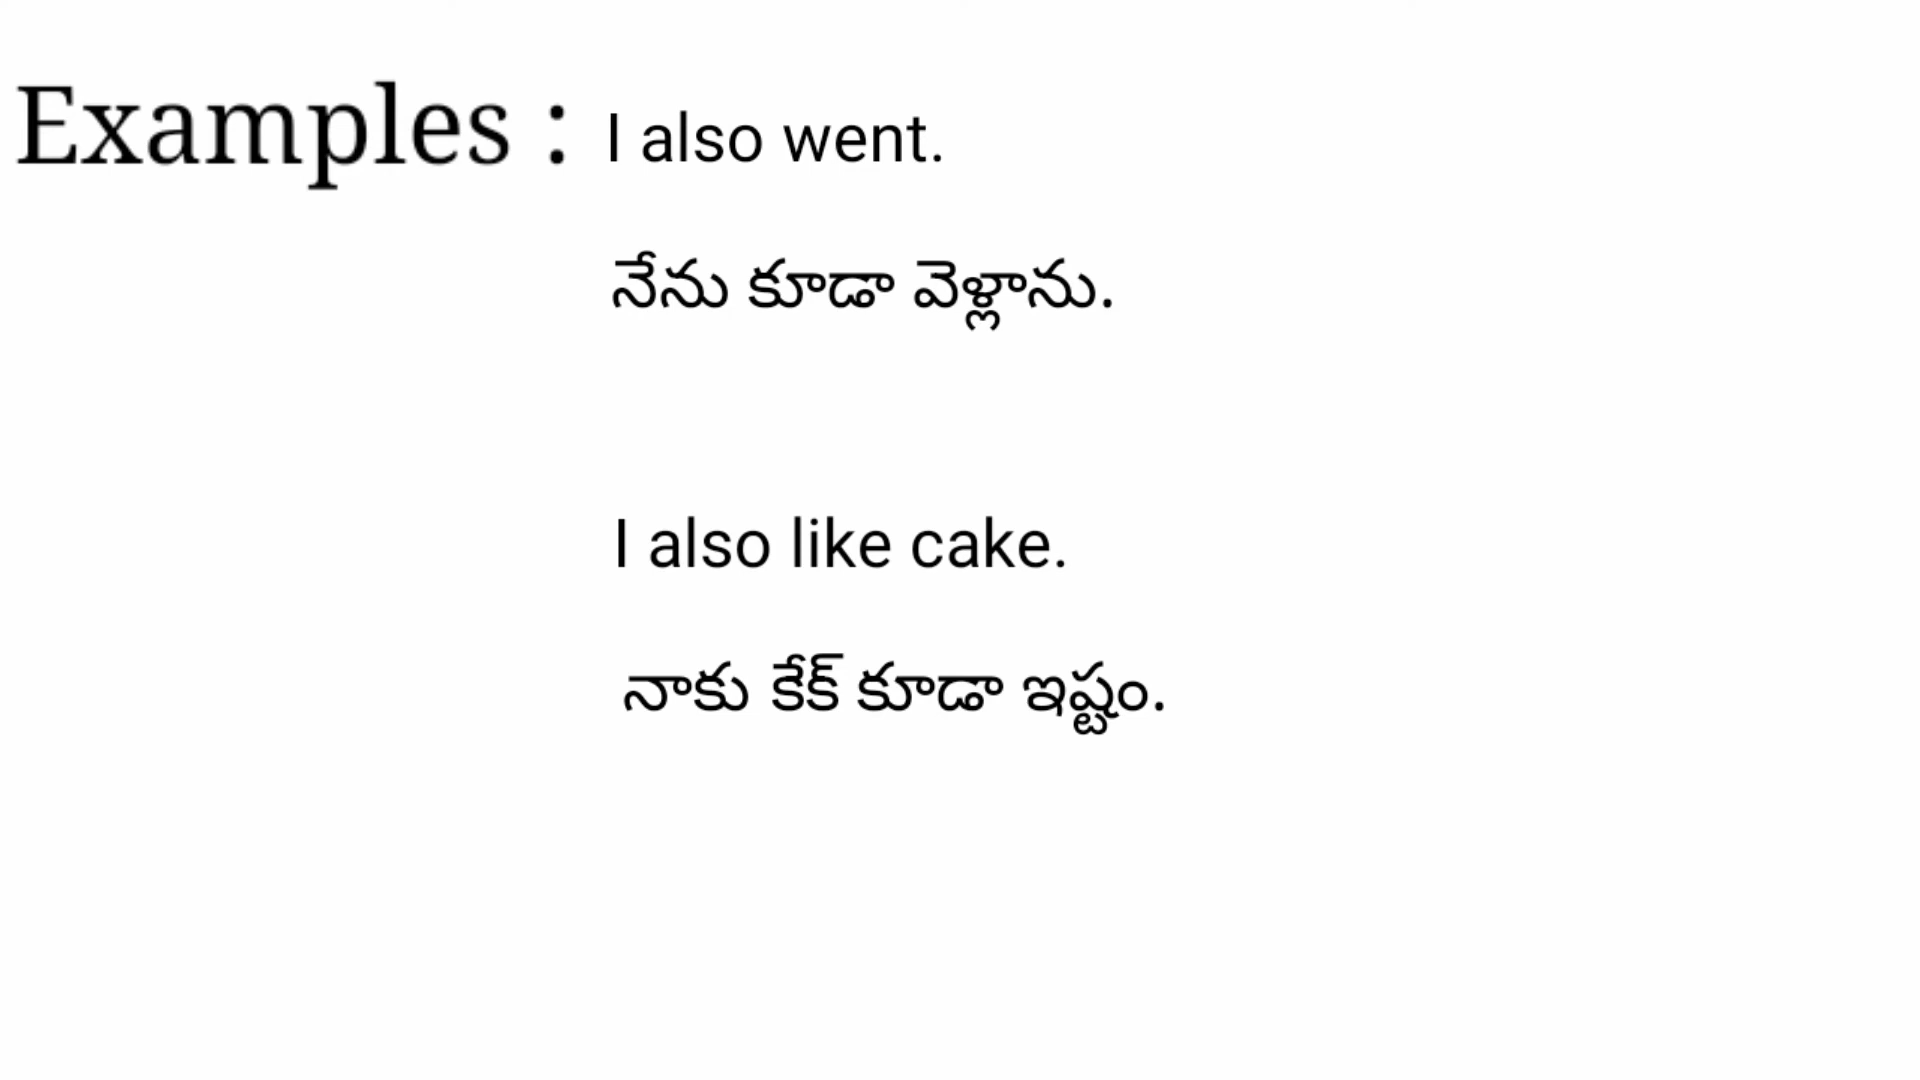 Examples : I also went.
నేను కూడా వెళ్లాను.
I also like cake.
నాకు కేక్ కూడా ఇష్టం.